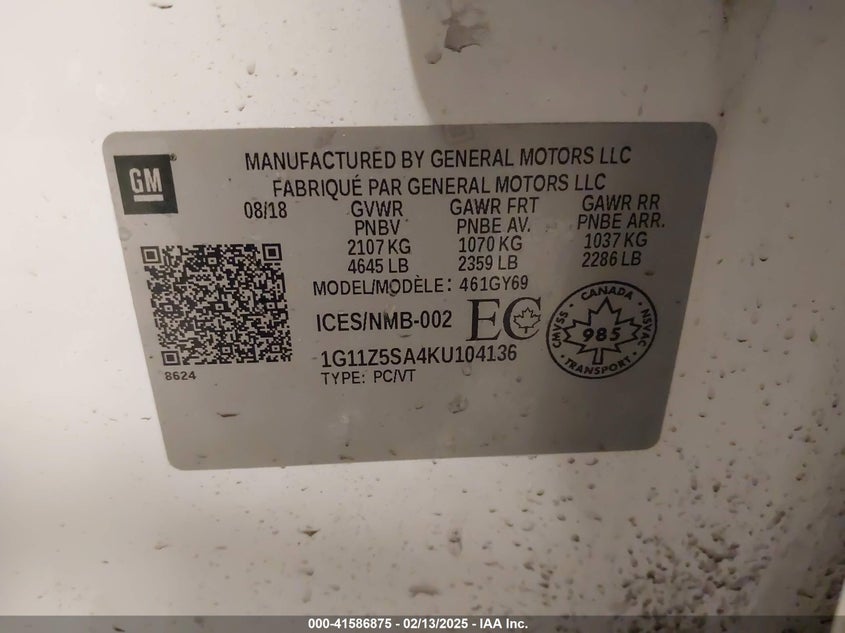 GM
MANUFACTURED BY GENERAL MOTORS LLC
FABRIQUÉ PAR GENERAL MOTORS LLC
08/18 GVWR GAWR FRT GAWR RR
PNBV PNBE AV. PNBE ARR.
2107 KG 1070 KG 1037 KG
4645 LB 2359 LB 2286 LB
MODEL/MODÈLE: 461GY69
ICES/NMB-002 EC
CANADA
CMVSS 985 NSVAC
TRANSPORT
1G11Z5SA4KU104136
8624 TYPE: PC/VT
000-41586875 - 02/13/2025 - IAA Inc.